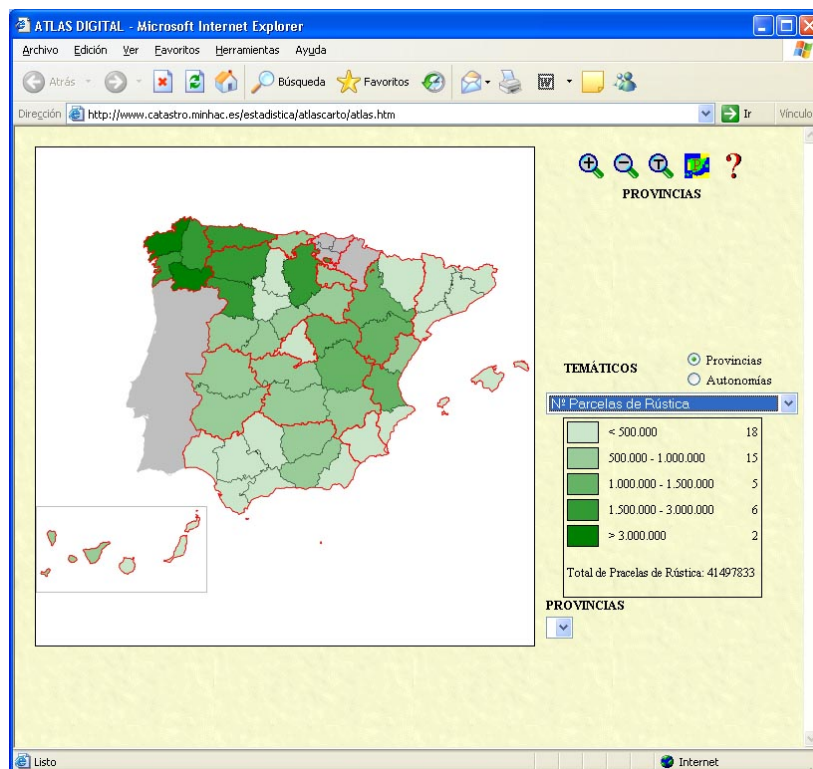 ATLAS DIGITAL - Microsoft Internet Explorer
Archivo Edición Ver Favoritos Herramientas Ayuda
Atrás Búsqueda Favoritos
Dirección http://www.catastro.minhac.es/estadistica/atlascarto/atlas.htm Ir Vínculo
PROVINCIAS
TEMÁTICOS
Provincias
Autonomías
Nº Parcelas de Rústica
< 500.000 18
500.000 - 1.000.000 15
1.000.000 - 1.500.000 5
1.500.000 - 3.000.000 6
> 3.000.000 2
Total de Pracelas de Rústica: 41497833
PROVINCIAS
Listo Internet